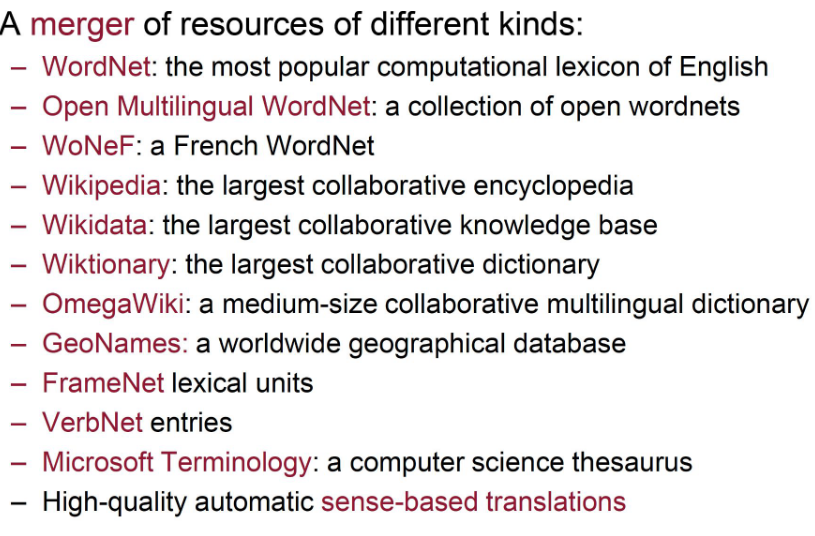 A merger of resources of different kinds:
– WordNet: the most popular computational lexicon of English
– Open Multilingual WordNet: a collection of open wordnets
– WoNeF: a French WordNet
– Wikipedia: the largest collaborative encyclopedia
– Wikidata: the largest collaborative knowledge base
– Wiktionary: the largest collaborative dictionary
– OmegaWiki: a medium-size collaborative multilingual dictionary
– GeoNames: a worldwide geographical database
– FrameNet lexical units
– VerbNet entries
– Microsoft Terminology: a computer science thesaurus
– High-quality automatic sense-based translations